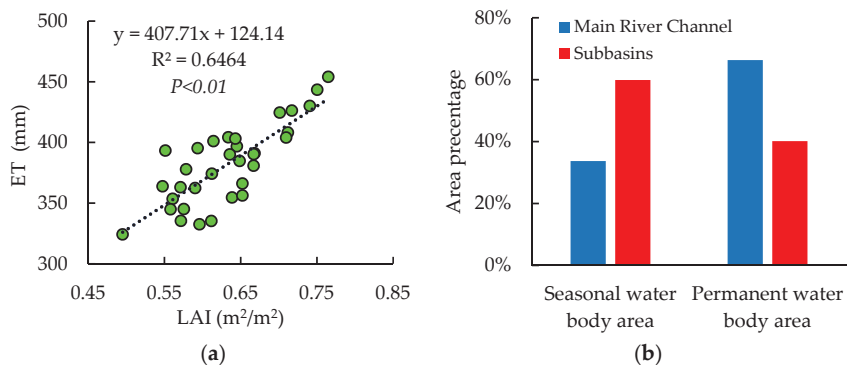 y = 407.71x + 124.14
R² = 0.6464
P<0.01
ET (mm)
500
450
400
350
300
0.45 0.55 0.65 0.75 0.85
LAI (m²/m²)
(a)
Main River Channel
Subbasins
Area precentage
80%
60%
40%
20%
0%
Seasonal water body area
Permanent water body area
(b)